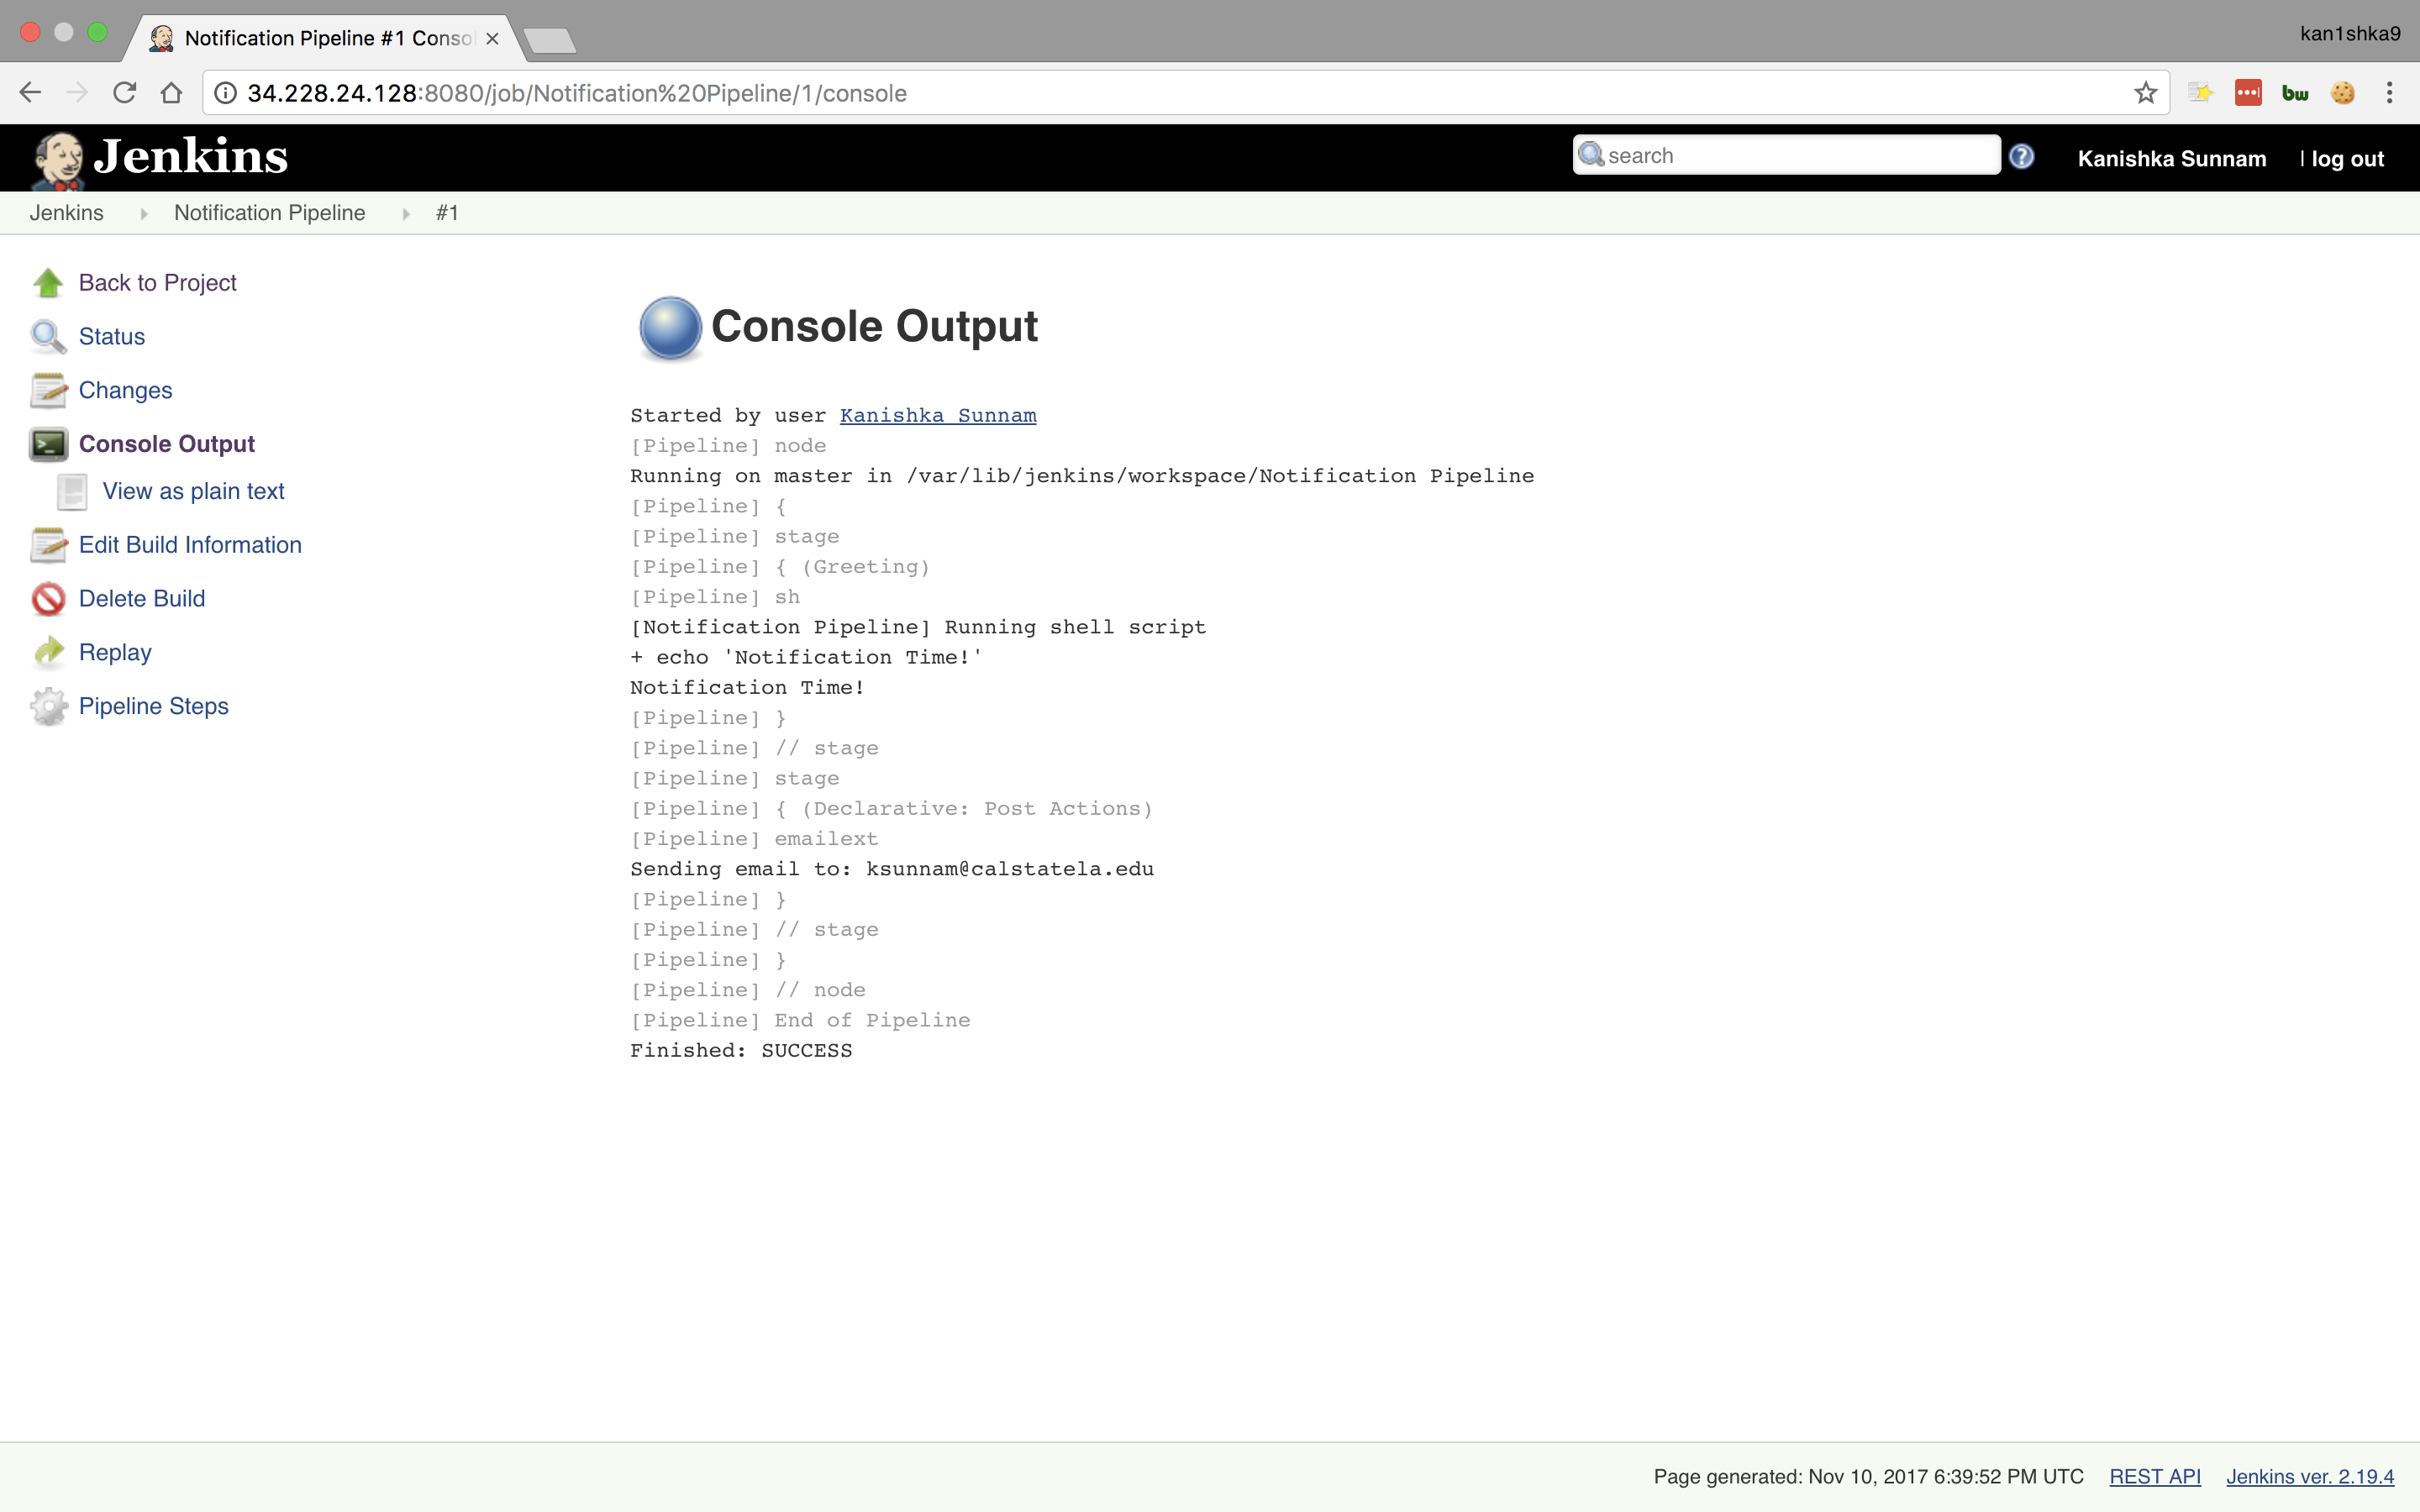 Notification Pipeline #1 Conso
kan1shka9
34.228.24.128:8080/job/Notification%20Pipeline/1/console
bw
Jenkins
search
Kanishka Sunnam | log out
Jenkins Notification Pipeline #1
Back to Project
Status
Changes
Console Output
View as plain text
Edit Build Information
Delete Build
Replay
Pipeline Steps
Console Output
Started by user Kanishka Sunnam
[Pipeline] node
Running on master in /var/lib/jenkins/workspace/Notification Pipeline
[Pipeline] {
[Pipeline] stage
[Pipeline] { (Greeting)
[Pipeline] sh
[Notification Pipeline] Running shell script
+ echo 'Notification Time!'
Notification Time!
[Pipeline] }
[Pipeline] // stage
[Pipeline] stage
[Pipeline] { (Declarative: Post Actions)
[Pipeline] emailext
Sending email to: ksunnam@calstatela.edu
[Pipeline] }
[Pipeline] // stage
[Pipeline] }
[Pipeline] // node
[Pipeline] End of Pipeline
Finished: SUCCESS
Page generated: Nov 10, 2017 6:39:52 PM UTC REST API Jenkins ver. 2.19.4